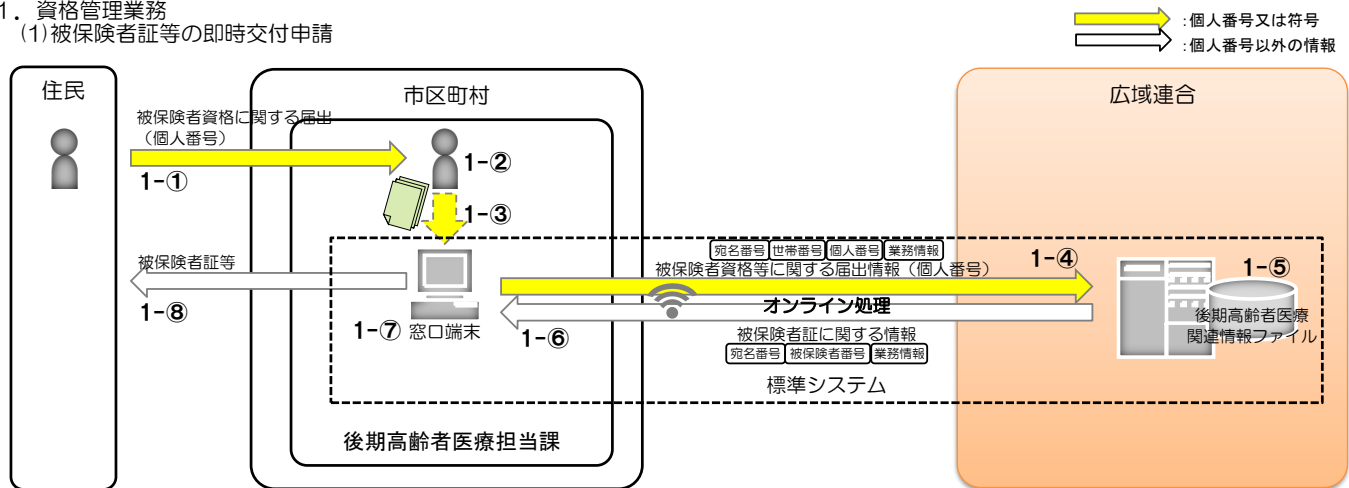 1．資格管理業務
(1)被保険者証等の即時交付申請
:個人番号又は符号
:個人番号以外の情報
住民
市区町村
広域連合
被保険者資格に関する届出
（個人番号）
1-①
1-②
1-③
宛名番号 世帯番号 個人番号 業務情報
被保険者資格等に関する届出情報（個人番号）
1-④
1-⑤
オンライン処理
後期高齢者医療
関連情報ファイル
被保険者証等
1-⑧
1-⑦ 窓口端末
1-⑥
被保険者証に関する情報
宛名番号 被保険者番号 業務情報
標準システム
後期高齢者医療担当課